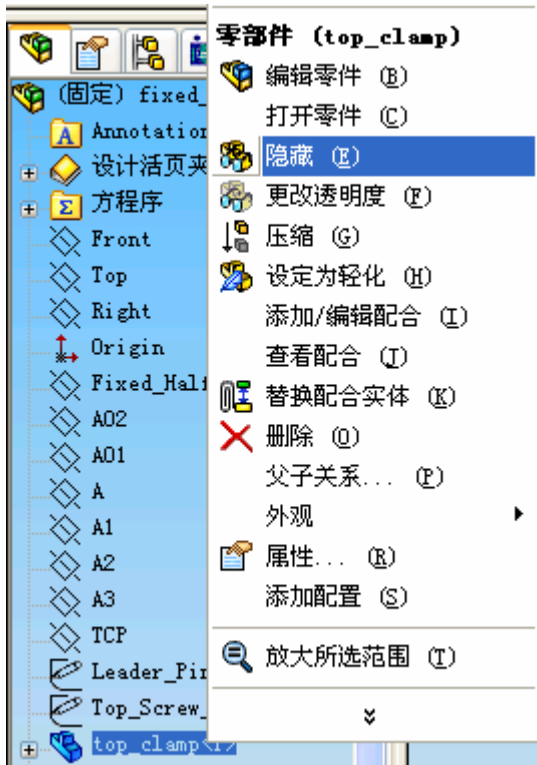 （固定）fixed_
Annotation
设计活页夹
方程序
Front
Top
Right
Origin
Fixed_Half
A02
A01
A
A1
A2
A3
TCP
Leader_Pin
Top_Screw_
top_clamp<1>
零部件 (top_clamp)
编辑零件 (B)
打开零件 (C)
隐藏 (E)
更改透明度 (F)
压缩 (G)
设定为轻化 (H)
添加/编辑配合 (I)
查看配合 (J)
替换配合实体 (K)
删除 (O)
父子关系... (P)
外观
属性... (R)
添加配置 (S)
放大所选范围 (T)